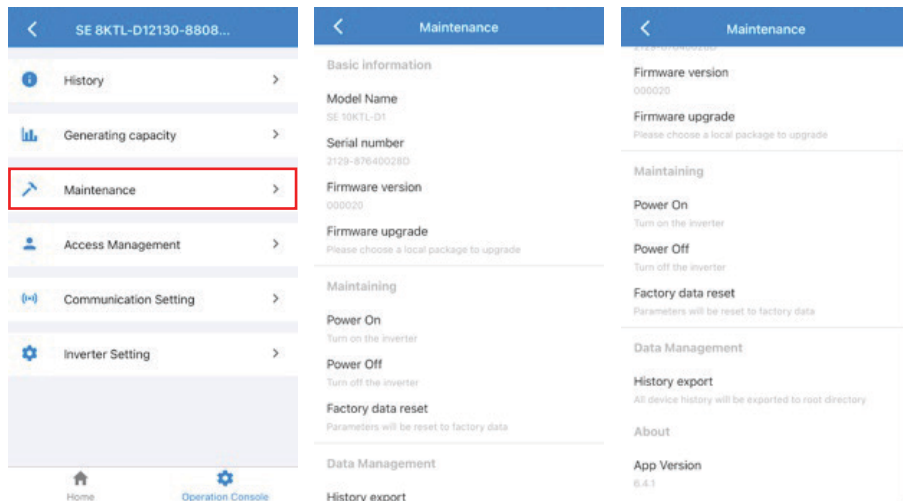 SE 8KTL-D12130-8808...
History
Generating capacity
Maintenance
Access Management
Communication Setting
Inverter Setting
Home
Operation Console
Maintenance
Basic information
Model Name
SE 10KTL-D1
Serial number
2129-87640028D
Firmware version
000020
Firmware upgrade
Please choose a local package to upgrade
Maintaining
Power On
Turn on the inverter
Power Off
Turn off the inverter
Factory data reset
Parameters will be reset to factory data
Data Management
History export
Maintenance
Firmware version
000020
Firmware upgrade
Please choose a local package to upgrade
Maintaining
Power On
Turn on the inverter
Power Off
Turn off the inverter
Factory data reset
Parameters will be reset to factory data
Data Management
History export
All device history will be exported to root directory
About
App Version
6.4.1